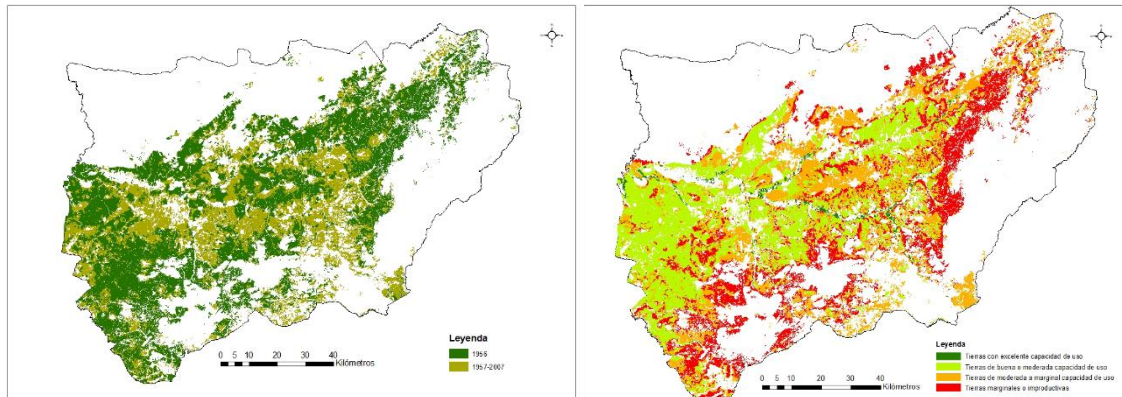 Leyenda
1956
1957-2007
0 5 10 20 30 40
Kilómetros
Leyenda
Tierras con excelente capacidad de uso
Tierras de buena a moderada capacidad de uso
Tierras de moderada a marginal capacidad de uso
Tierras marginales o improductivas
0 5 10 20 30 40
Kilómetros